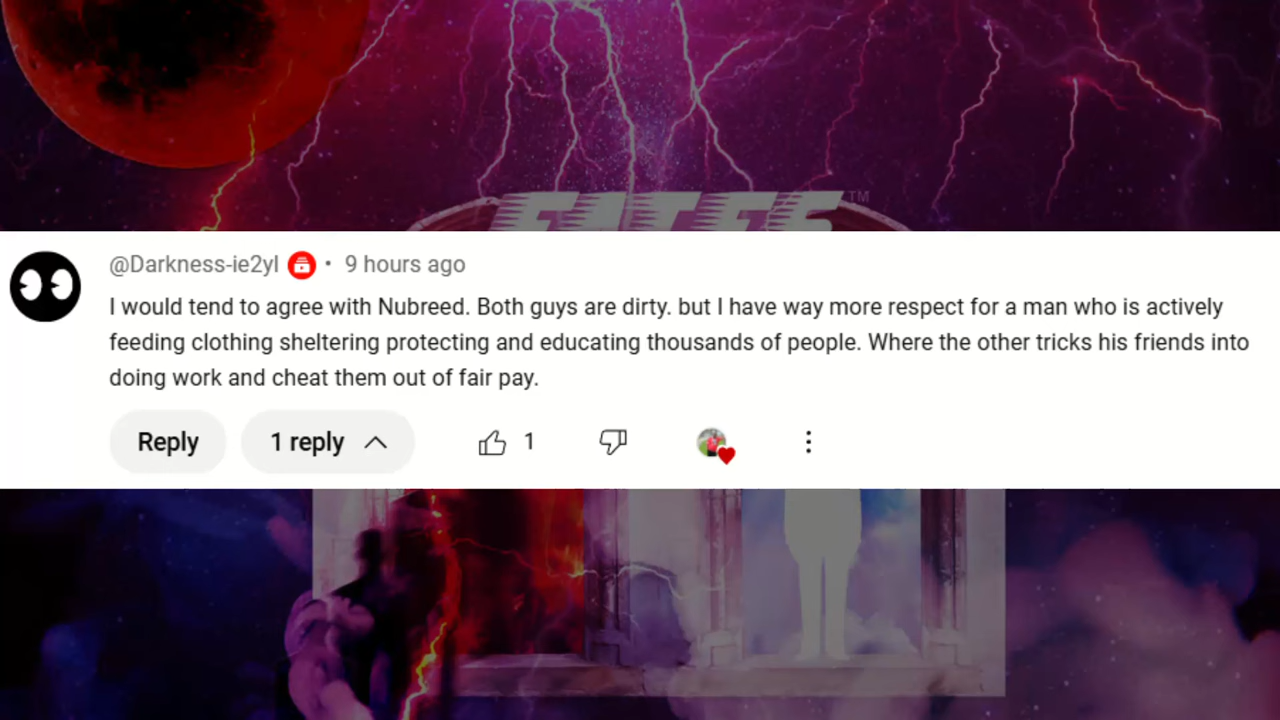 TM
@Darkness-ie2yl • 9 hours ago
I would tend to agree with Nubreed. Both guys are dirty. but I have way more respect for a man who is actively
feeding clothing sheltering protecting and educating thousands of people. Where the other tricks his friends into
doing work and cheat them out of fair pay.
Reply 1 reply 1